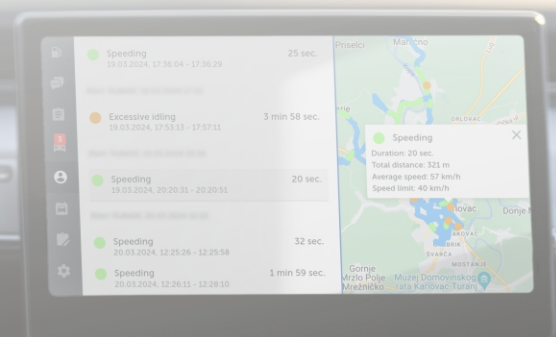 Speeding 25 sec.
19.03.2024, 17:36:04 - 17:36:29
Excessive idling 3 min 58 sec.
19.03.2024, 17:53:13 - 17:57:11
1
Speeding 20 sec.
19.03.2024, 20:20:31 - 20:20:51
Speeding 32 sec.
20.03.2024, 12:25:26 - 12:25:58
Speeding 1 min 59 sec.
20.03.2024, 12:26:11 - 12:28:10
Priselci
ORLOVAC
Speeding
Duration: 20 sec.
Total distance: 321 m
Average speed: 57 km/h
Speed limit: 40 km/h
ŠVARČA
MOSTANJE
Gornje
Mrzlo Polje
Mrežničko
Muzej Domovinskog
rata Karlovac-Turanj